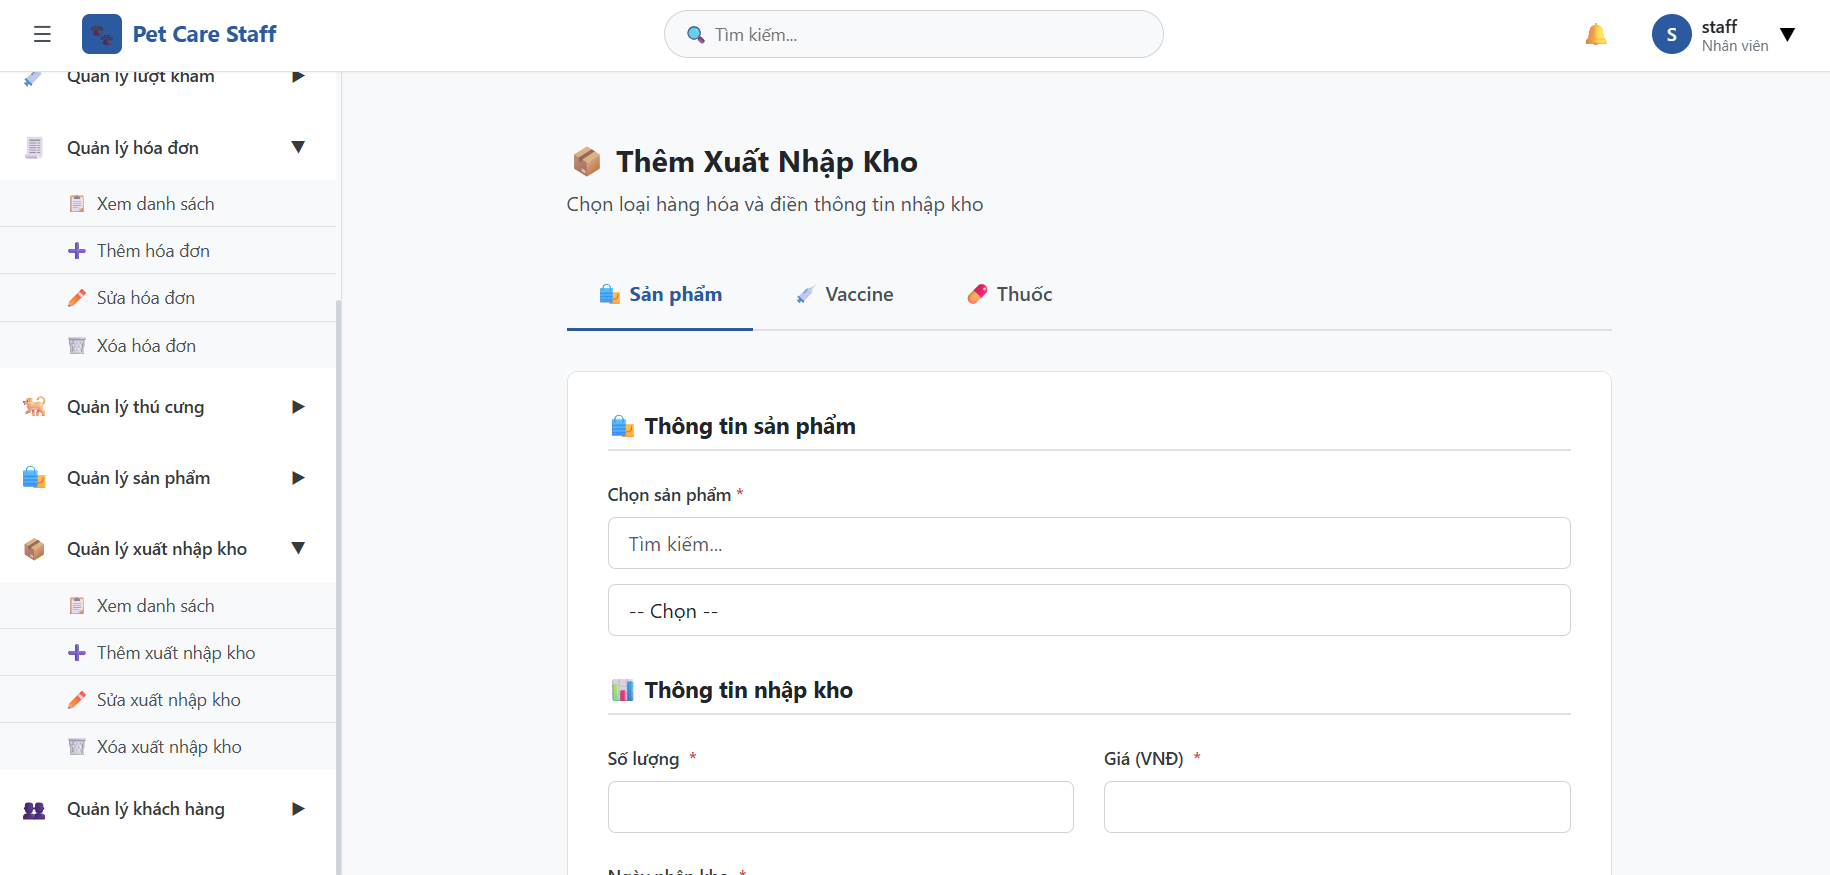 Pet Care Staff
Tìm kiếm...
S
staff
Nhân viên
Quản lý lượt khám
Quản lý hóa đơn
Xem danh sách
Thêm hóa đơn
Sửa hóa đơn
Xóa hóa đơn
Quản lý thú cưng
Quản lý sản phẩm
Quản lý xuất nhập kho
Xem danh sách
Thêm xuất nhập kho
Sửa xuất nhập kho
Xóa xuất nhập kho
Quản lý khách hàng
Thêm Xuất Nhập Kho
Chọn loại hàng hóa và điền thông tin nhập kho
Sản phẩm Vaccine Thuốc
Thông tin sản phẩm
Chọn sản phẩm *
Tìm kiếm...
-- Chọn --
Thông tin nhập kho
Số lượng * Giá (VNĐ) *
Ngày nhập kho *